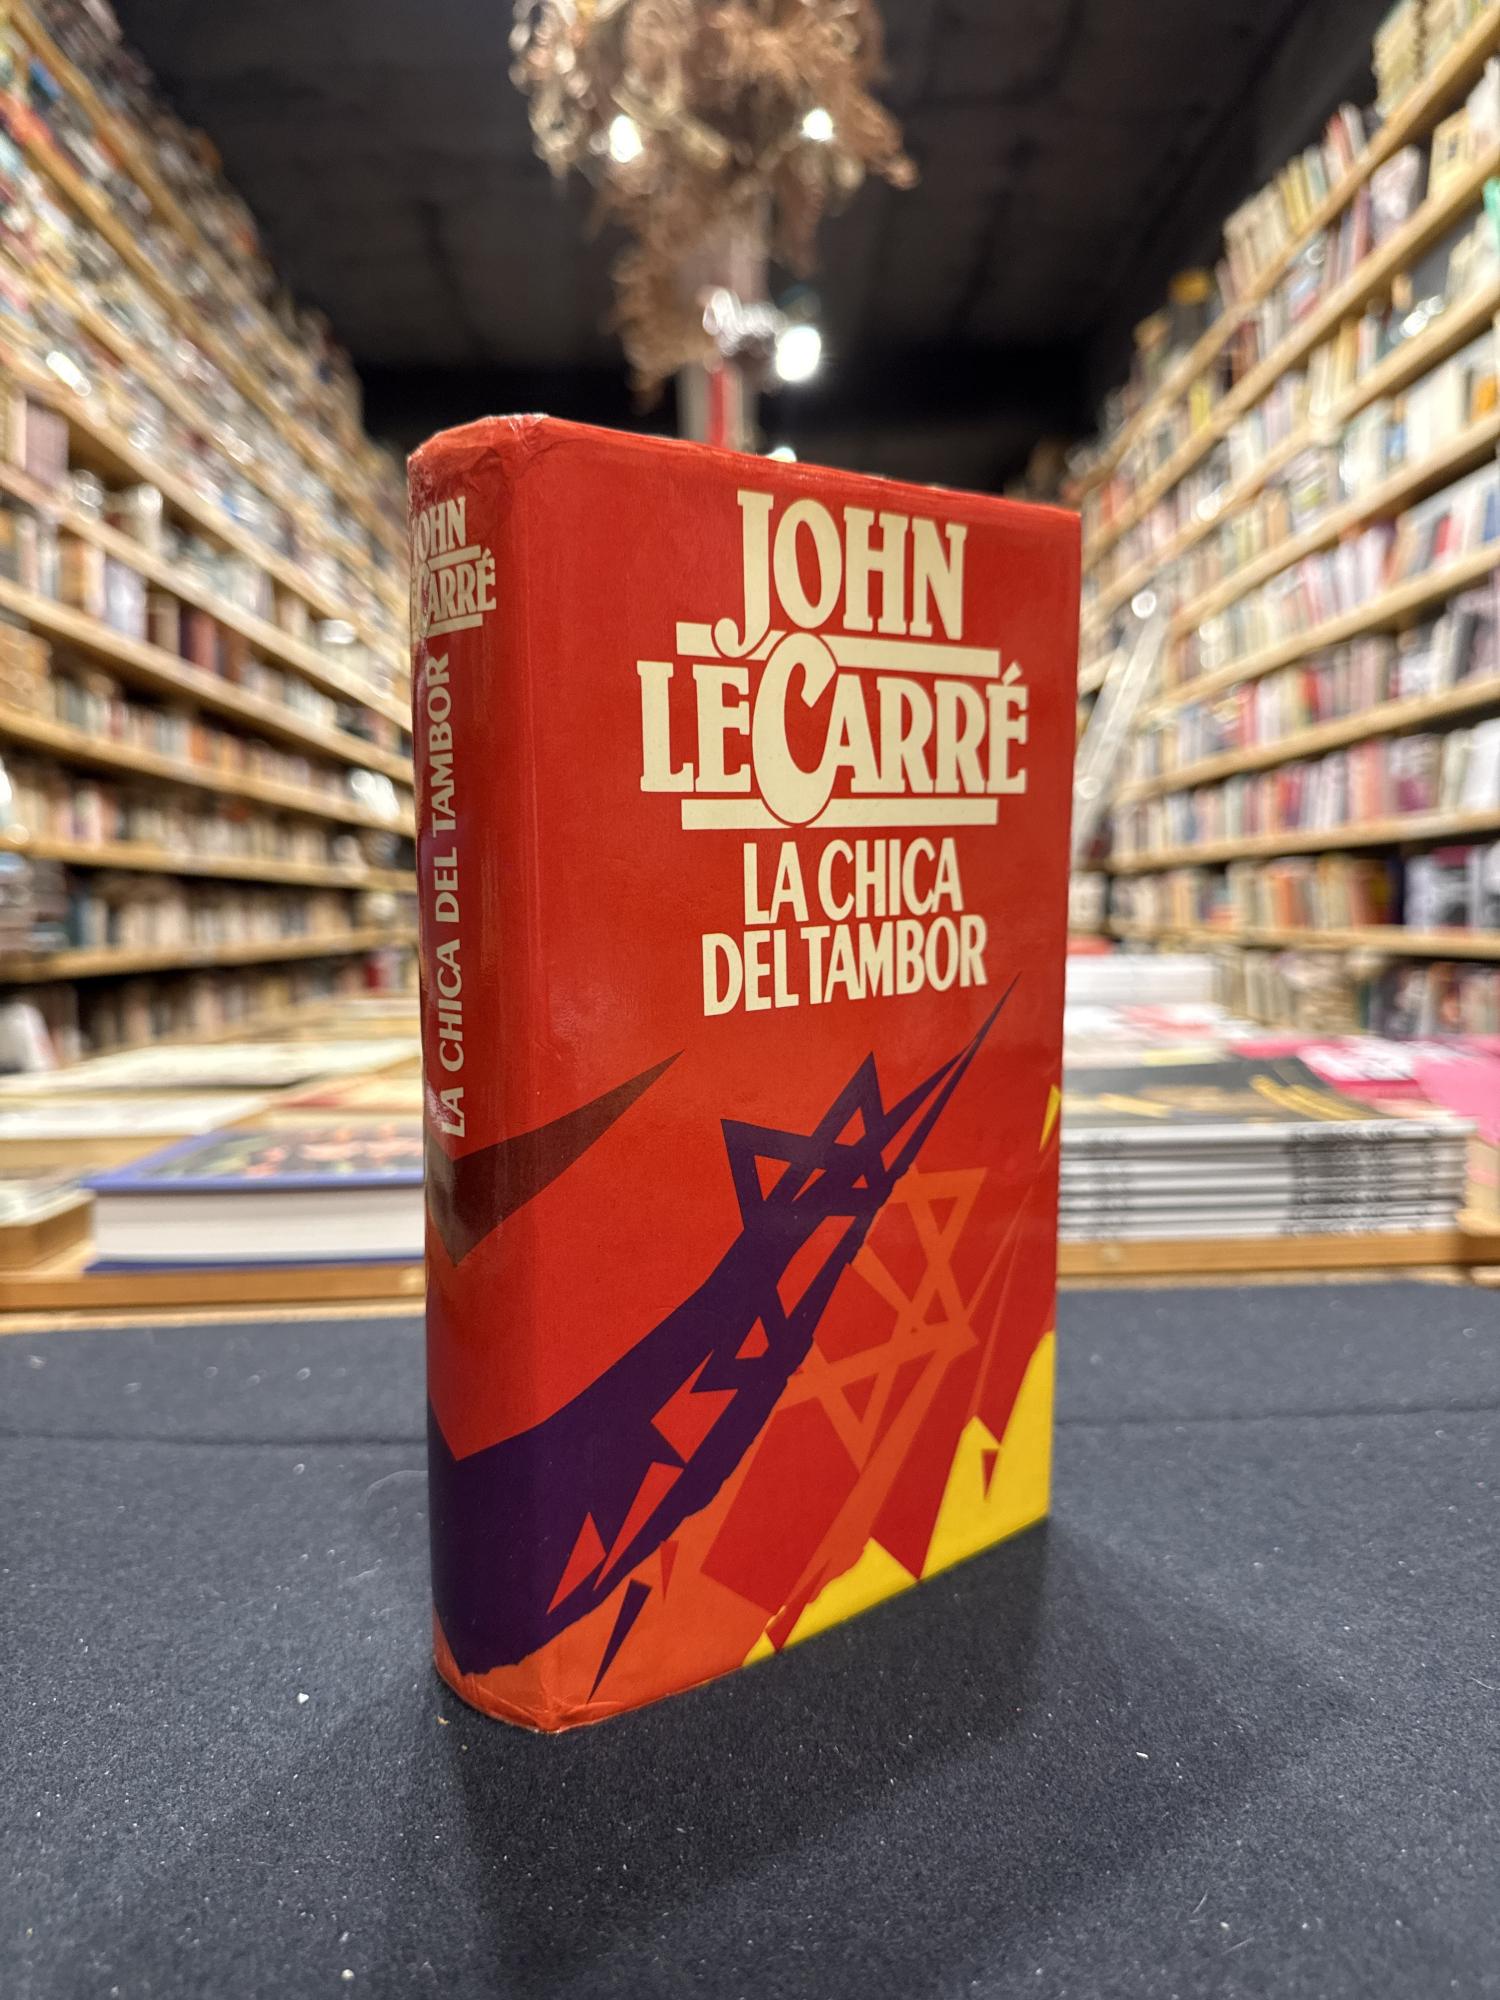 JOHN
LE CARRÉ
LA CHICA DEL TAMBOR
JOHN
LE CARRÉ
LA CHICA
DEL TAMBOR